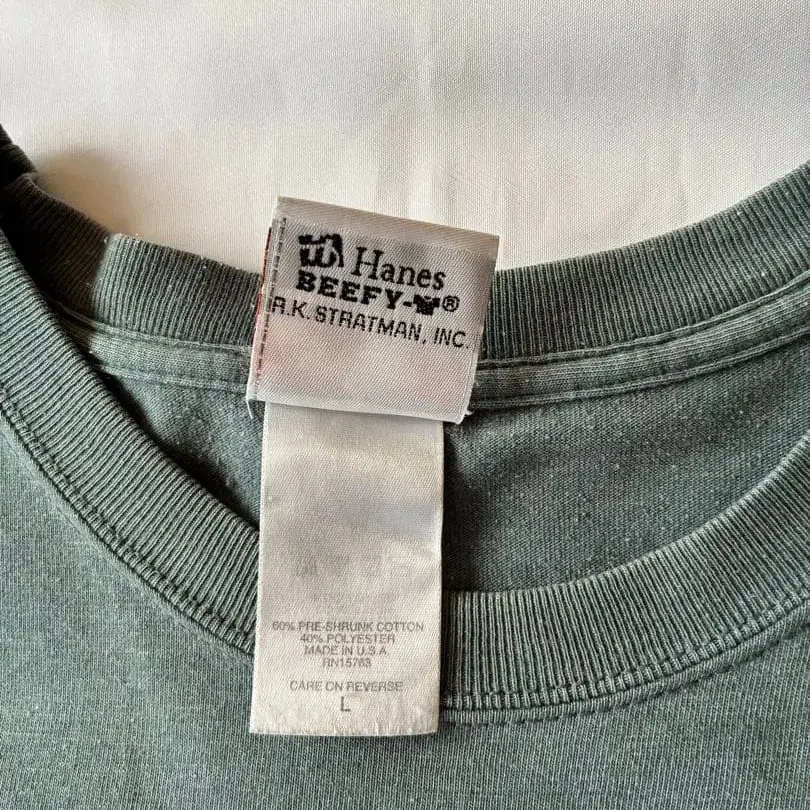 Hanes
BEEFY-T®
R.K. STRATMAN, INC.
60% PRE-SHRUNK COTTON
40% POLYESTER
MADE IN U.S.A.
RN15763
CARE ON REVERSE
L